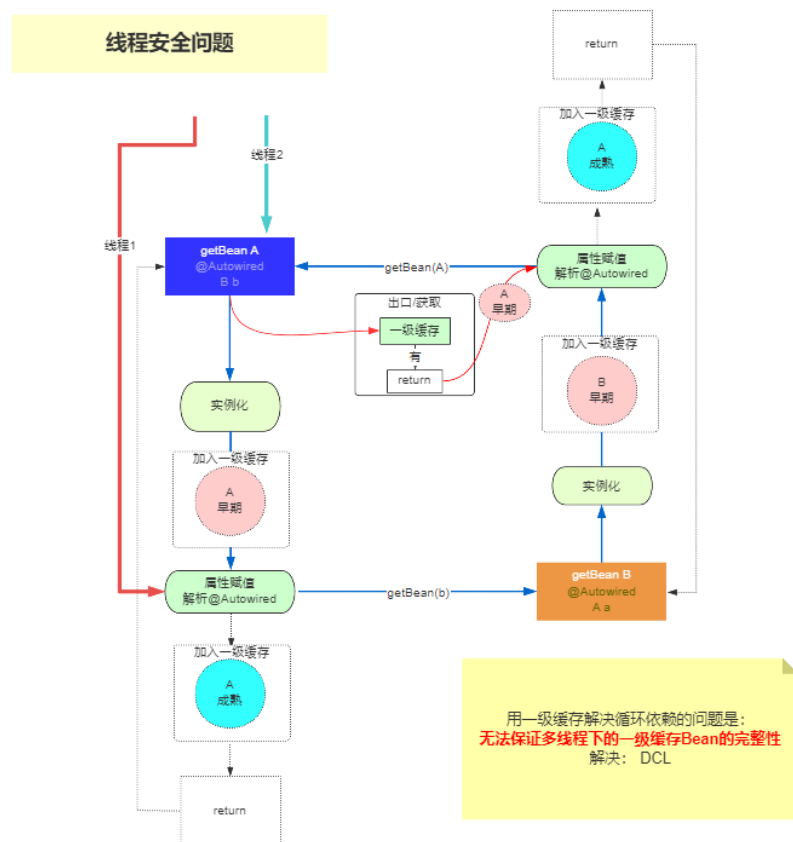 线程安全问题
return
加入一级缓存
A
成熟
线程2
线程1
getBean A
@Autowired
B b
getBean(A)
属性赋值
解析@Autowired
出口/获取
一级缓存
有
return
A
早期
加入一级缓存
B
早期
实例化
实例化
加入一级缓存
A
早期
属性赋值
解析@Autowired
getBean(b)
getBean B
@Autowired
A a
加入一级缓存
A
成熟
return
用一级缓存解决循环依赖的问题是：
无法保证多线程下的一级缓存Bean的完整性
解决： DCL